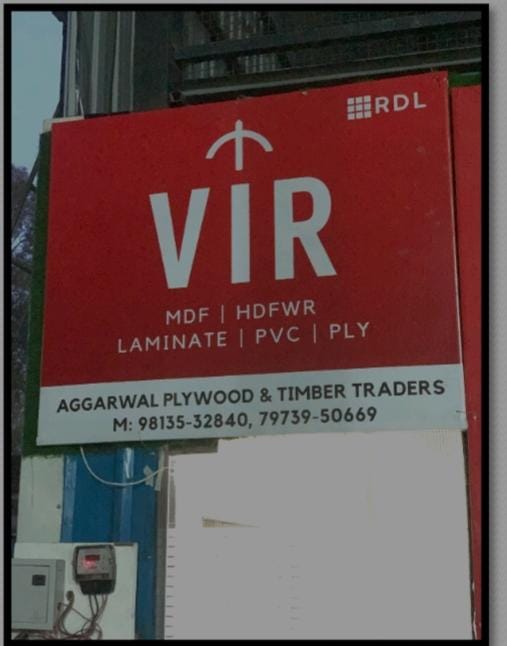 RDL
VIR
MDF | HDFWR
LAMINATE | PVC | PLY
AGGARWAL PLYWOOD & TIMBER TRADERS
M: 98135-32840, 79739-50669